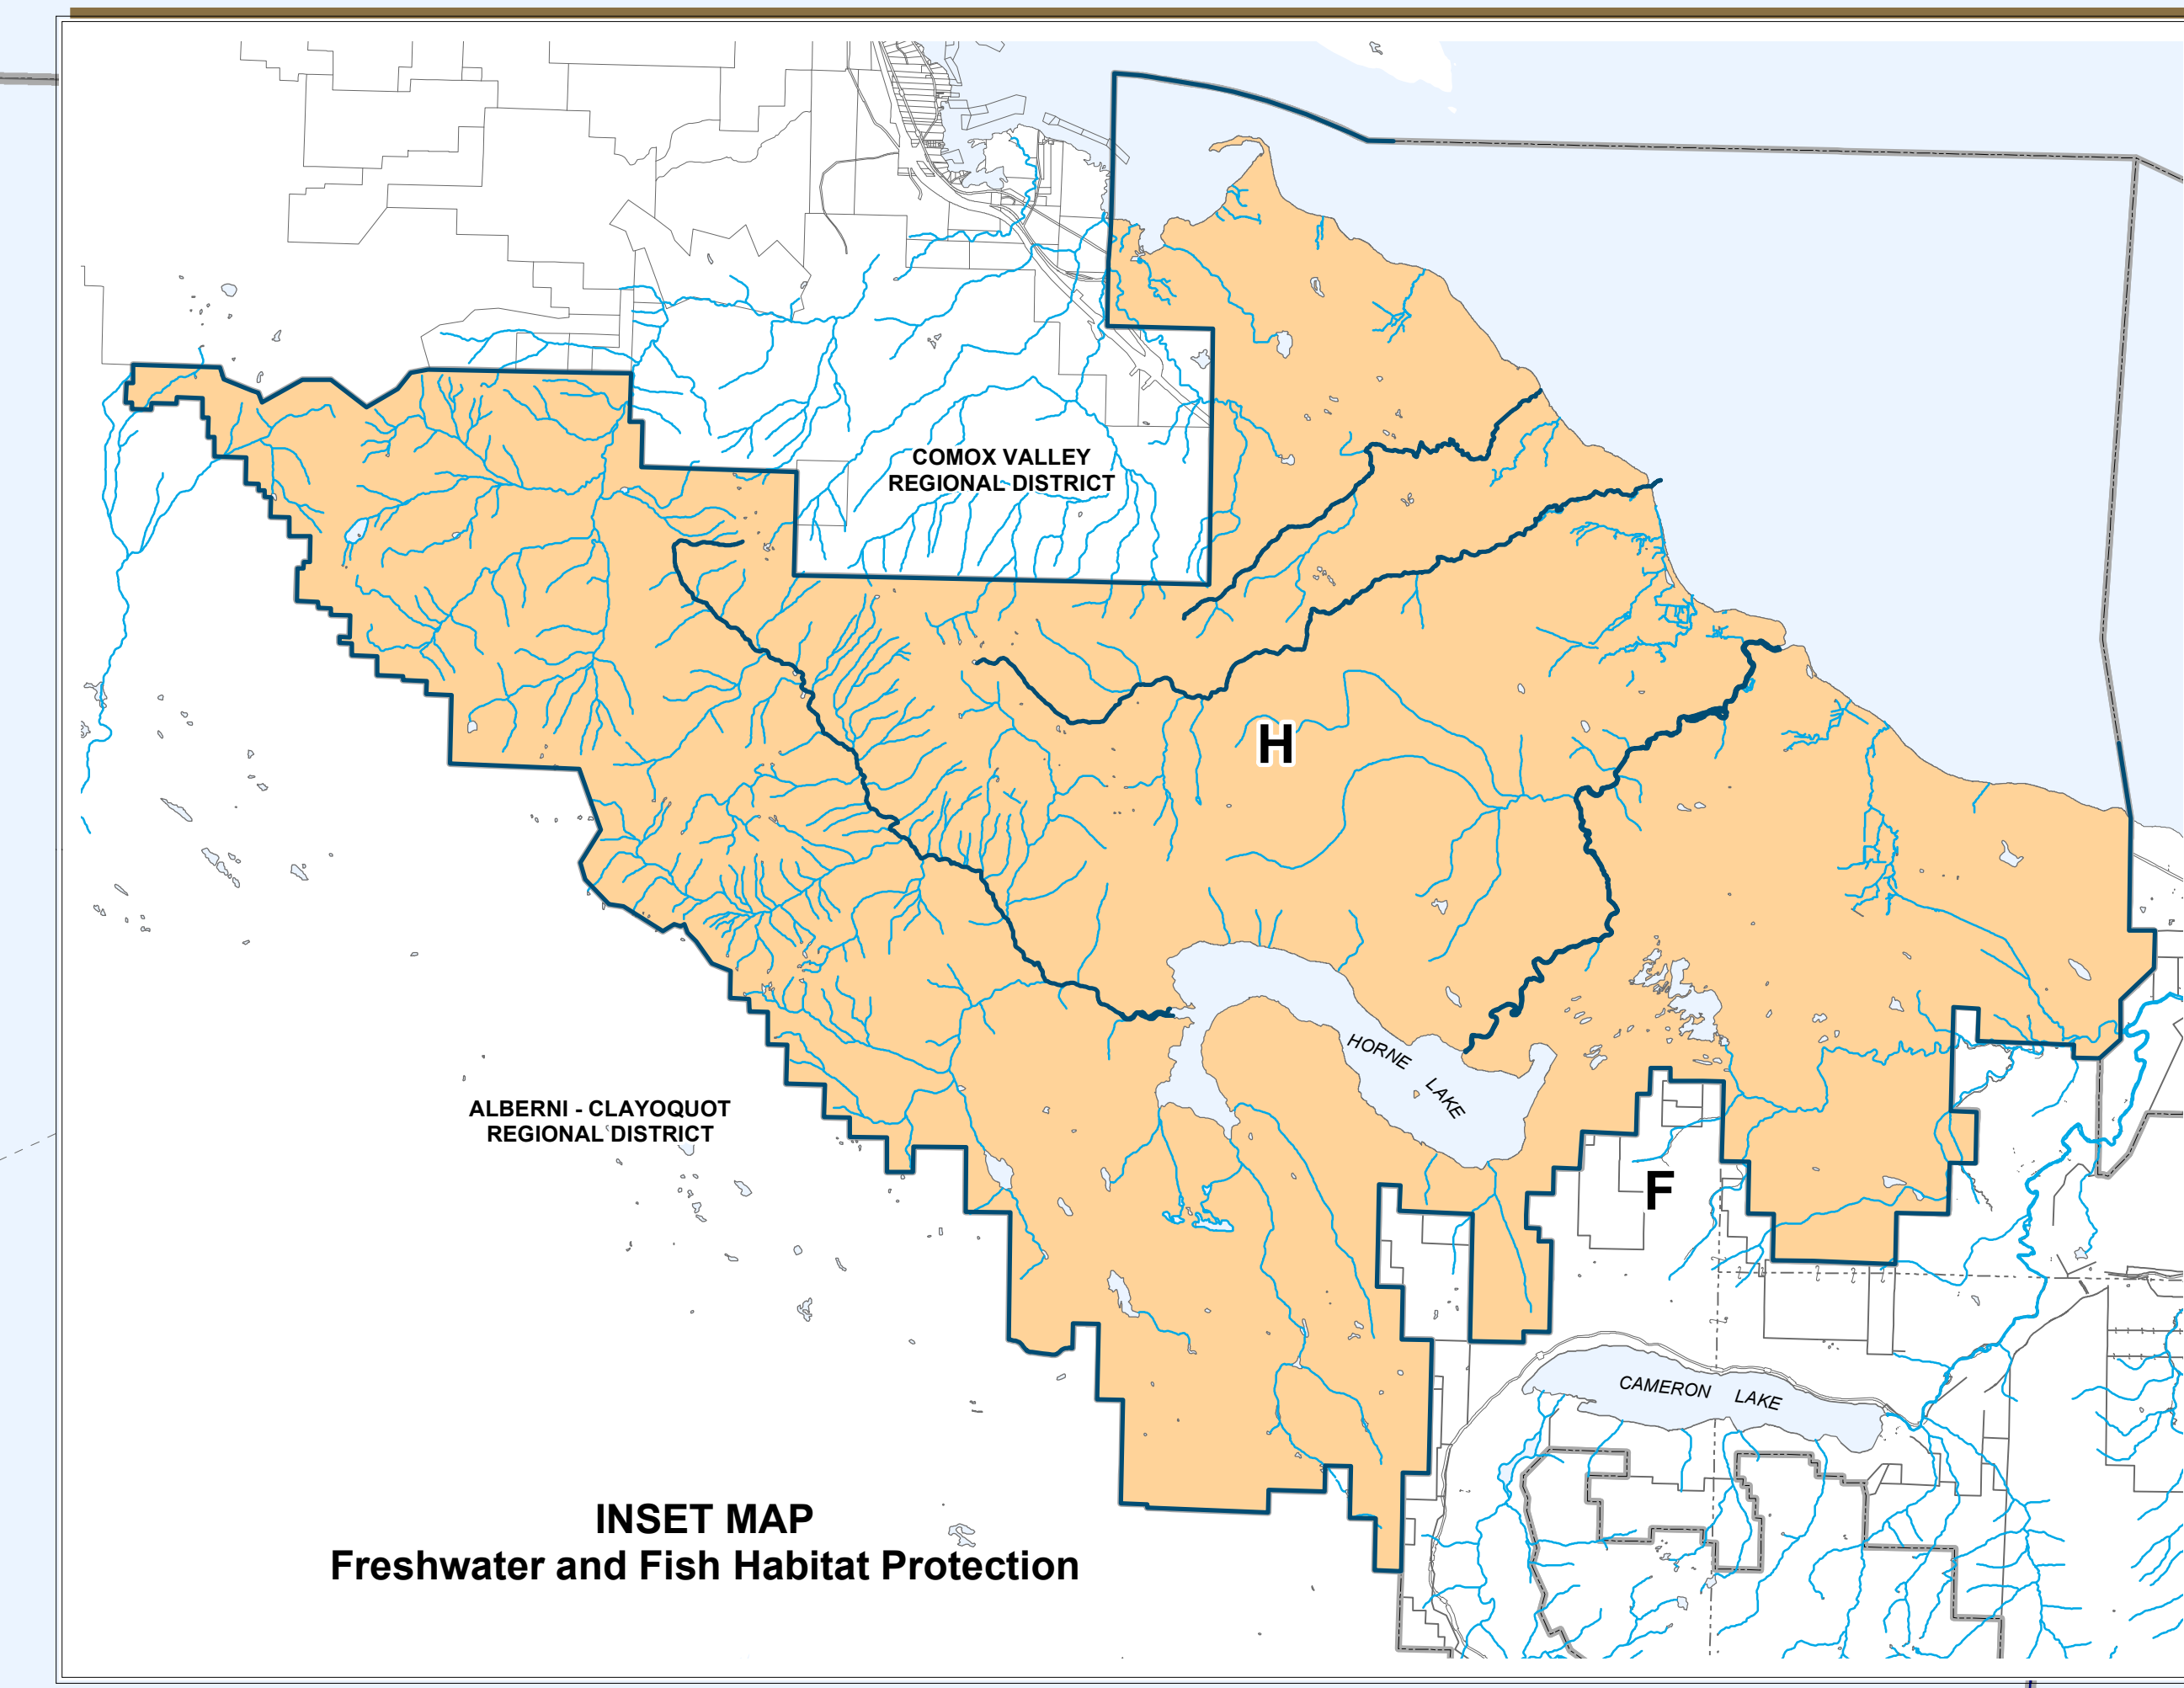 COMOX VALLEY
REGIONAL DISTRICT
H
HORNE LAKE
ALBERNI - CLAYOQUOT
REGIONAL DISTRICT
F
CAMERON LAKE
INSET MAP
Freshwater and Fish Habitat Protection